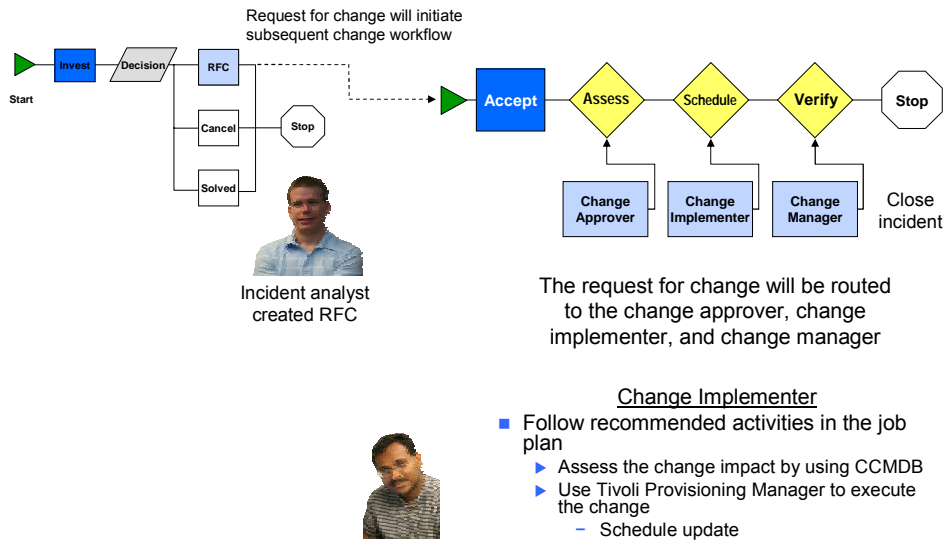 Request for change will initiate
subsequent change workflow
Start
Invest
Decision
RFC
Cancel
Solved
Stop
Accept
Assess
Schedule
Verify
Stop
Change
Approver
Change
Implementer
Change
Manager
Close
incident
Incident analyst
created RFC
The request for change will be routed
to the change approver, change
implementer, and change manager
Change Implementer
■ Follow recommended activities in the job
plan
▶ Assess the change impact by using CCMDB
▶ Use Tivoli Provisioning Manager to execute
the change
– Schedule update